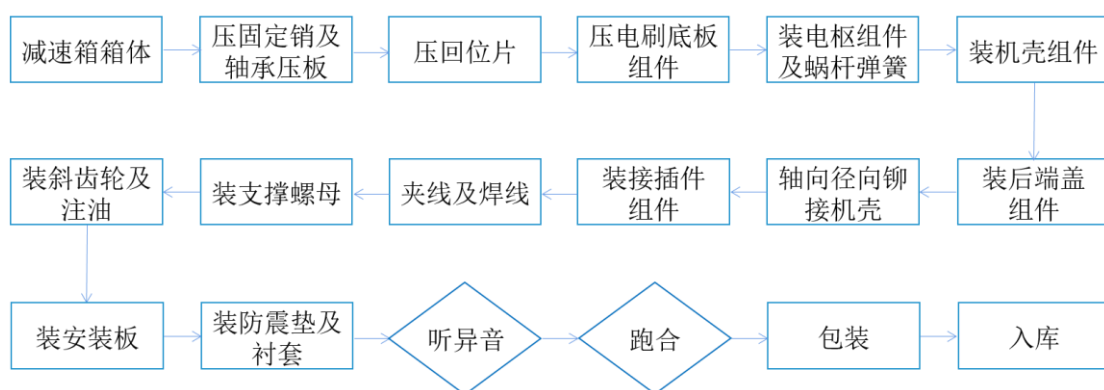 减速箱箱体
压固定销及
轴承压板
压回位片
压电刷底板
组件
装电枢组件
及蜗杆弹簧
装机壳组件
装后端盖
组件
轴向径向铆
接机壳
装接插件
组件
夹线及焊线
装支撑螺母
装斜齿轮及
注油
装安装板
装防震垫及
衬套
听异音
跑合
包装
入库